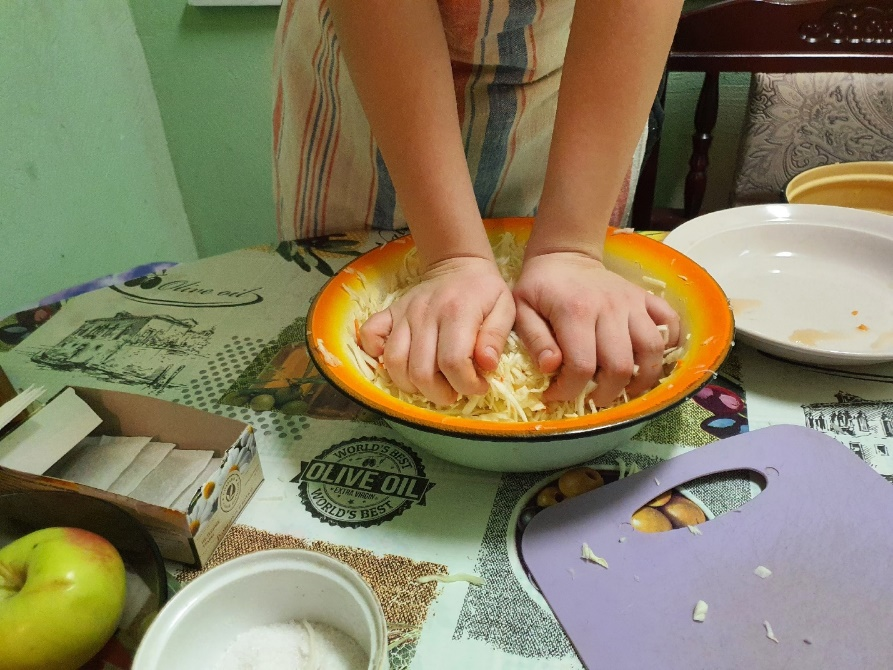 Olive oil
WORLD'S BEST
OLIVE OIL
EXTRA VIRGIN
WORLD'S BEST